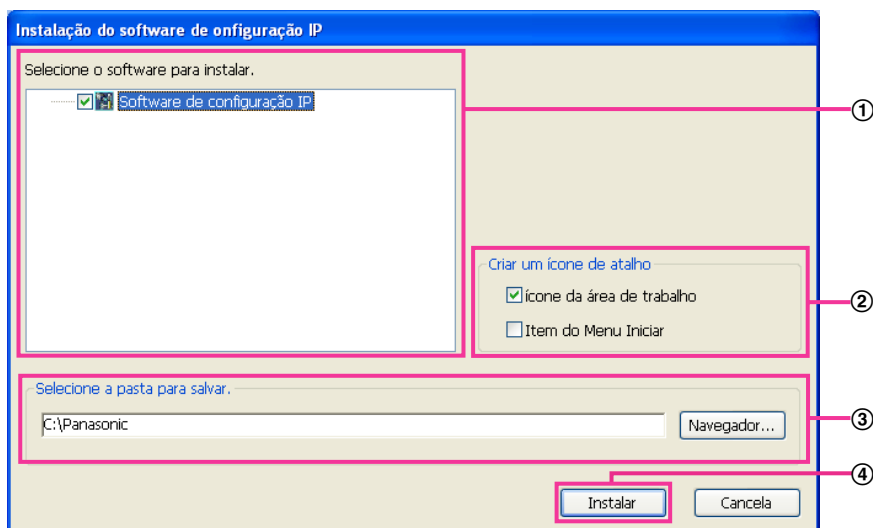 Instalação do software de onfiguração IP
Selecione o software para instalar.
Software de configuração IP
①
Criar um ícone de atalho
ícone da área de trabalho
②
Item do Menu Iniciar
Selecione a pasta para salvar.
C:\Panasonic
Navegador...
③
④
Instalar
Cancela